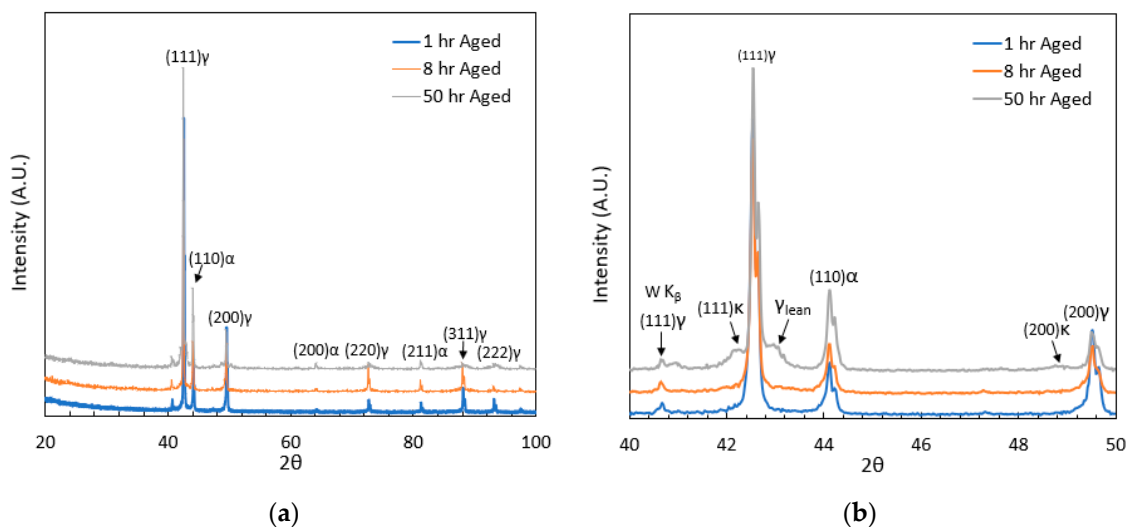 1 hr Aged
8 hr Aged
50 hr Aged
(111)γ
(110)α
(200)γ
(200)α
(220)γ
(211)α
(311)γ
(222)γ
Intensity (A.U.)
20
40
60
80
100
2θ
(a)
1 hr Aged
8 hr Aged
50 hr Aged
(111)γ
W Kβ
(111)γ
(111)κ
γlean
(110)α
(200)κ
(200)γ
Intensity (A.U.)
40
42
44
46
48
50
2θ
(b)